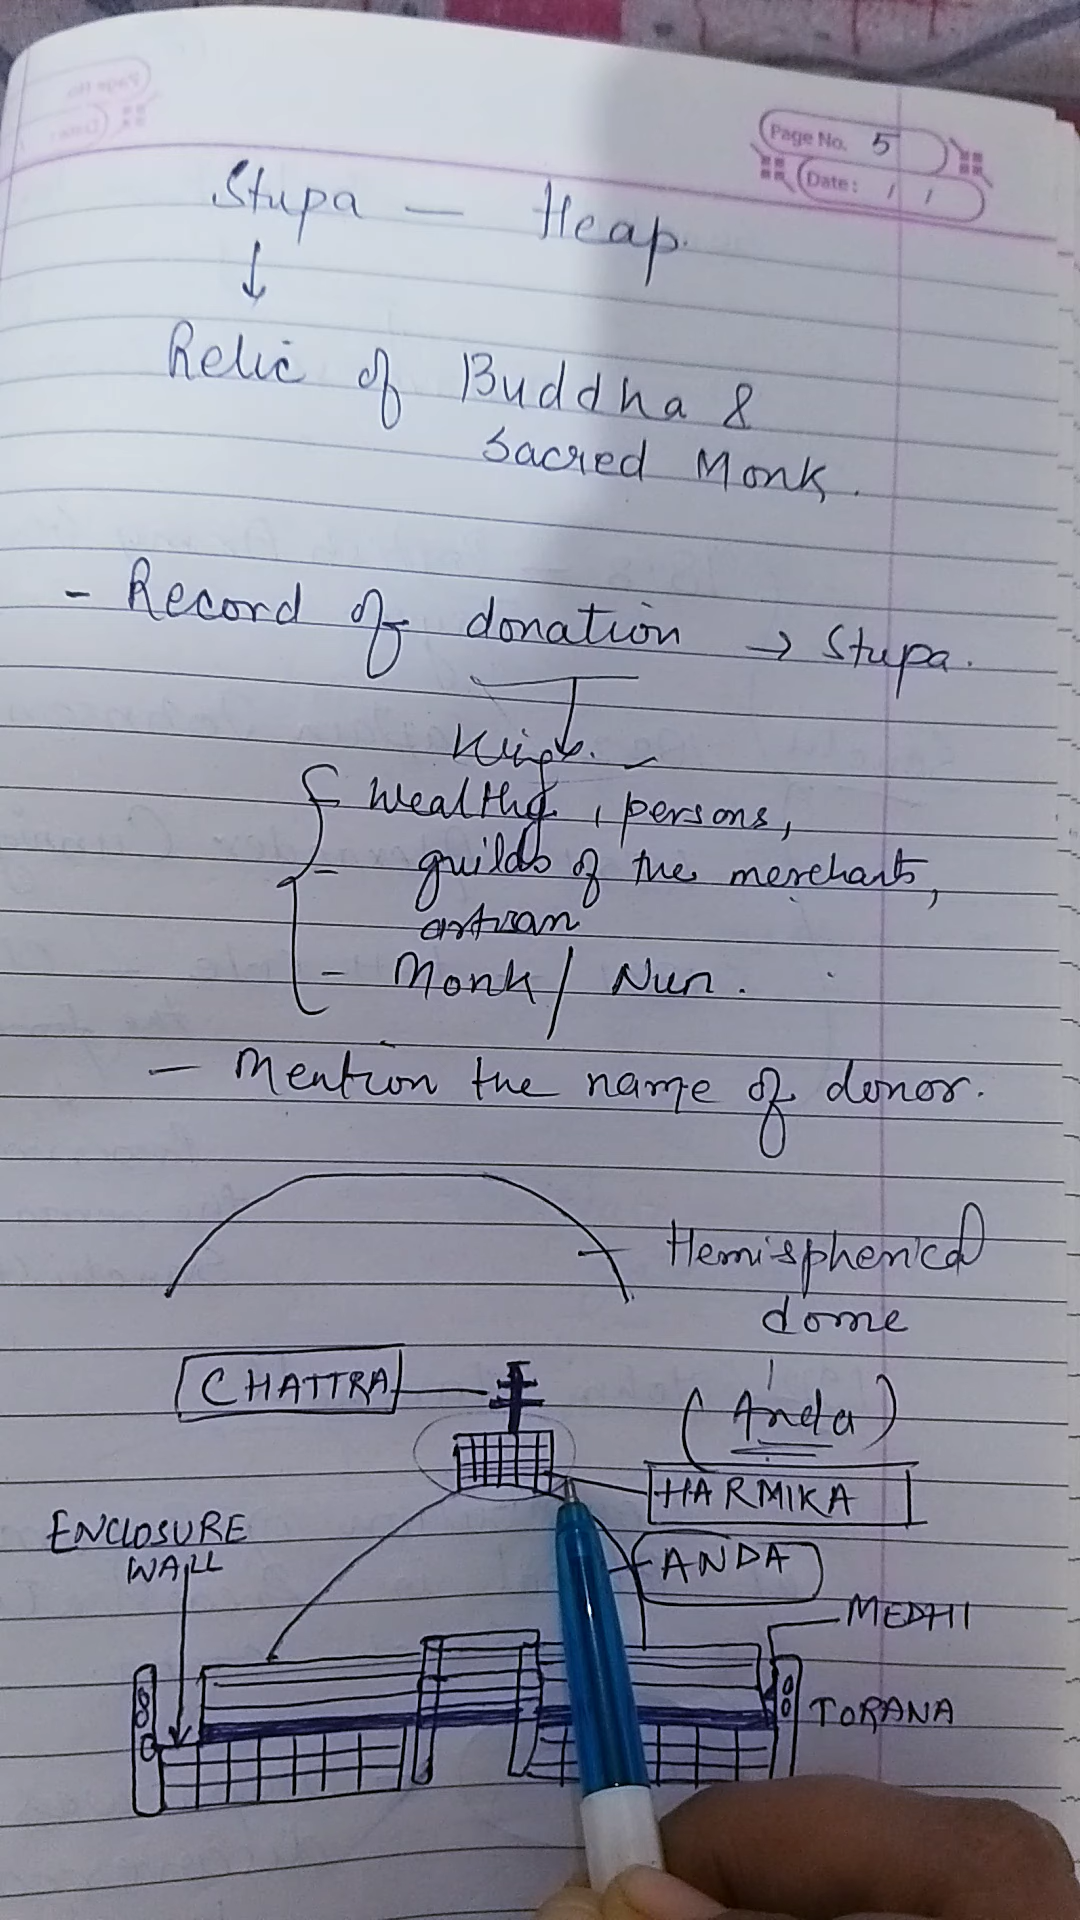 Page No. 5
Date: / /
Stupa — Heap.
↓
Relic of Buddha &
Sacred Monk.
- Record of donation → Stupa.
Wealthy, persons,
- guilds of the merchants,
artisan
- Monk / Nun.
— Mention the name of donor.
Hemispherical
dome
(Anda)
CHATTRA
HARMIKA
ENCLOSURE
WALL
ANDA
MEDHI
TORANA